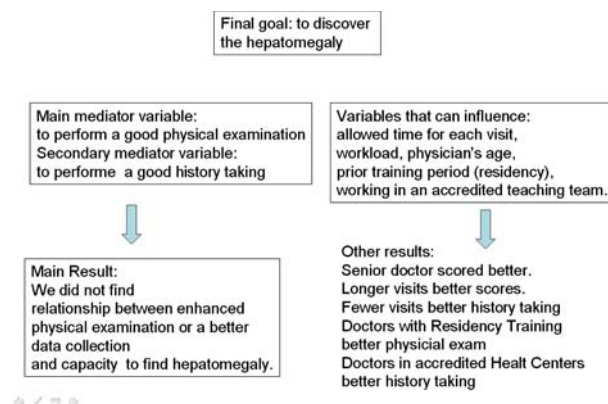 Final goal: to discover
the hepatomegaly
Main mediator variable:
to perform a good physical examination
Secondary mediator variable:
to performe a good history taking
Variables that can influence:
allowed time for each visit,
workload, physician's age,
prior training period (residency),
working in an accredited teaching team.
Main Result:
We did not find
relationship between enhanced
physical examination or a better
data collection
and capacity to find hepatomegaly.
Other results:
Senior doctor scored better.
Longer visits better scores.
Fewer visits better history taking
Doctors with Residency Training
better physicial exam
Doctors in accredited Healt Centers
better history taking